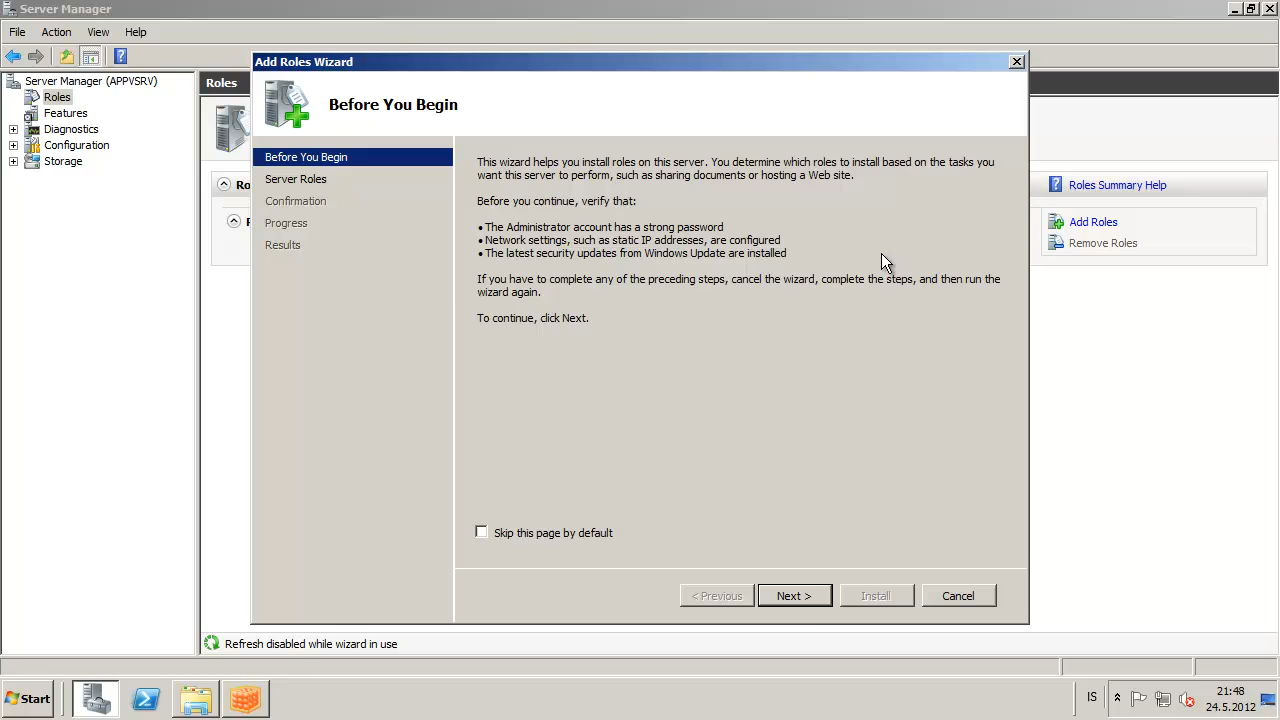 Server Manager
File Action View Help
Server Manager (APPVSRV)
Roles
Features
Diagnostics
Configuration
Storage
Roles
Roles Summary Help
Add Roles
Remove Roles
Add Roles Wizard
Before You Begin
Before You Begin
Server Roles
Confirmation
Progress
Results
This wizard helps you install roles on this server. You determine which roles to install based on the tasks you
want this server to perform, such as sharing documents or hosting a Web site.
Before you continue, verify that:
• The Administrator account has a strong password
• Network settings, such as static IP addresses, are configured
• The latest security updates from Windows Update are installed
If you have to complete any of the preceding steps, cancel the wizard, complete the steps, and then run the
wizard again.
To continue, click Next.
Skip this page by default
< Previous Next > Install Cancel
Refresh disabled while wizard in use
Start
IS
21:48
24.5.2012